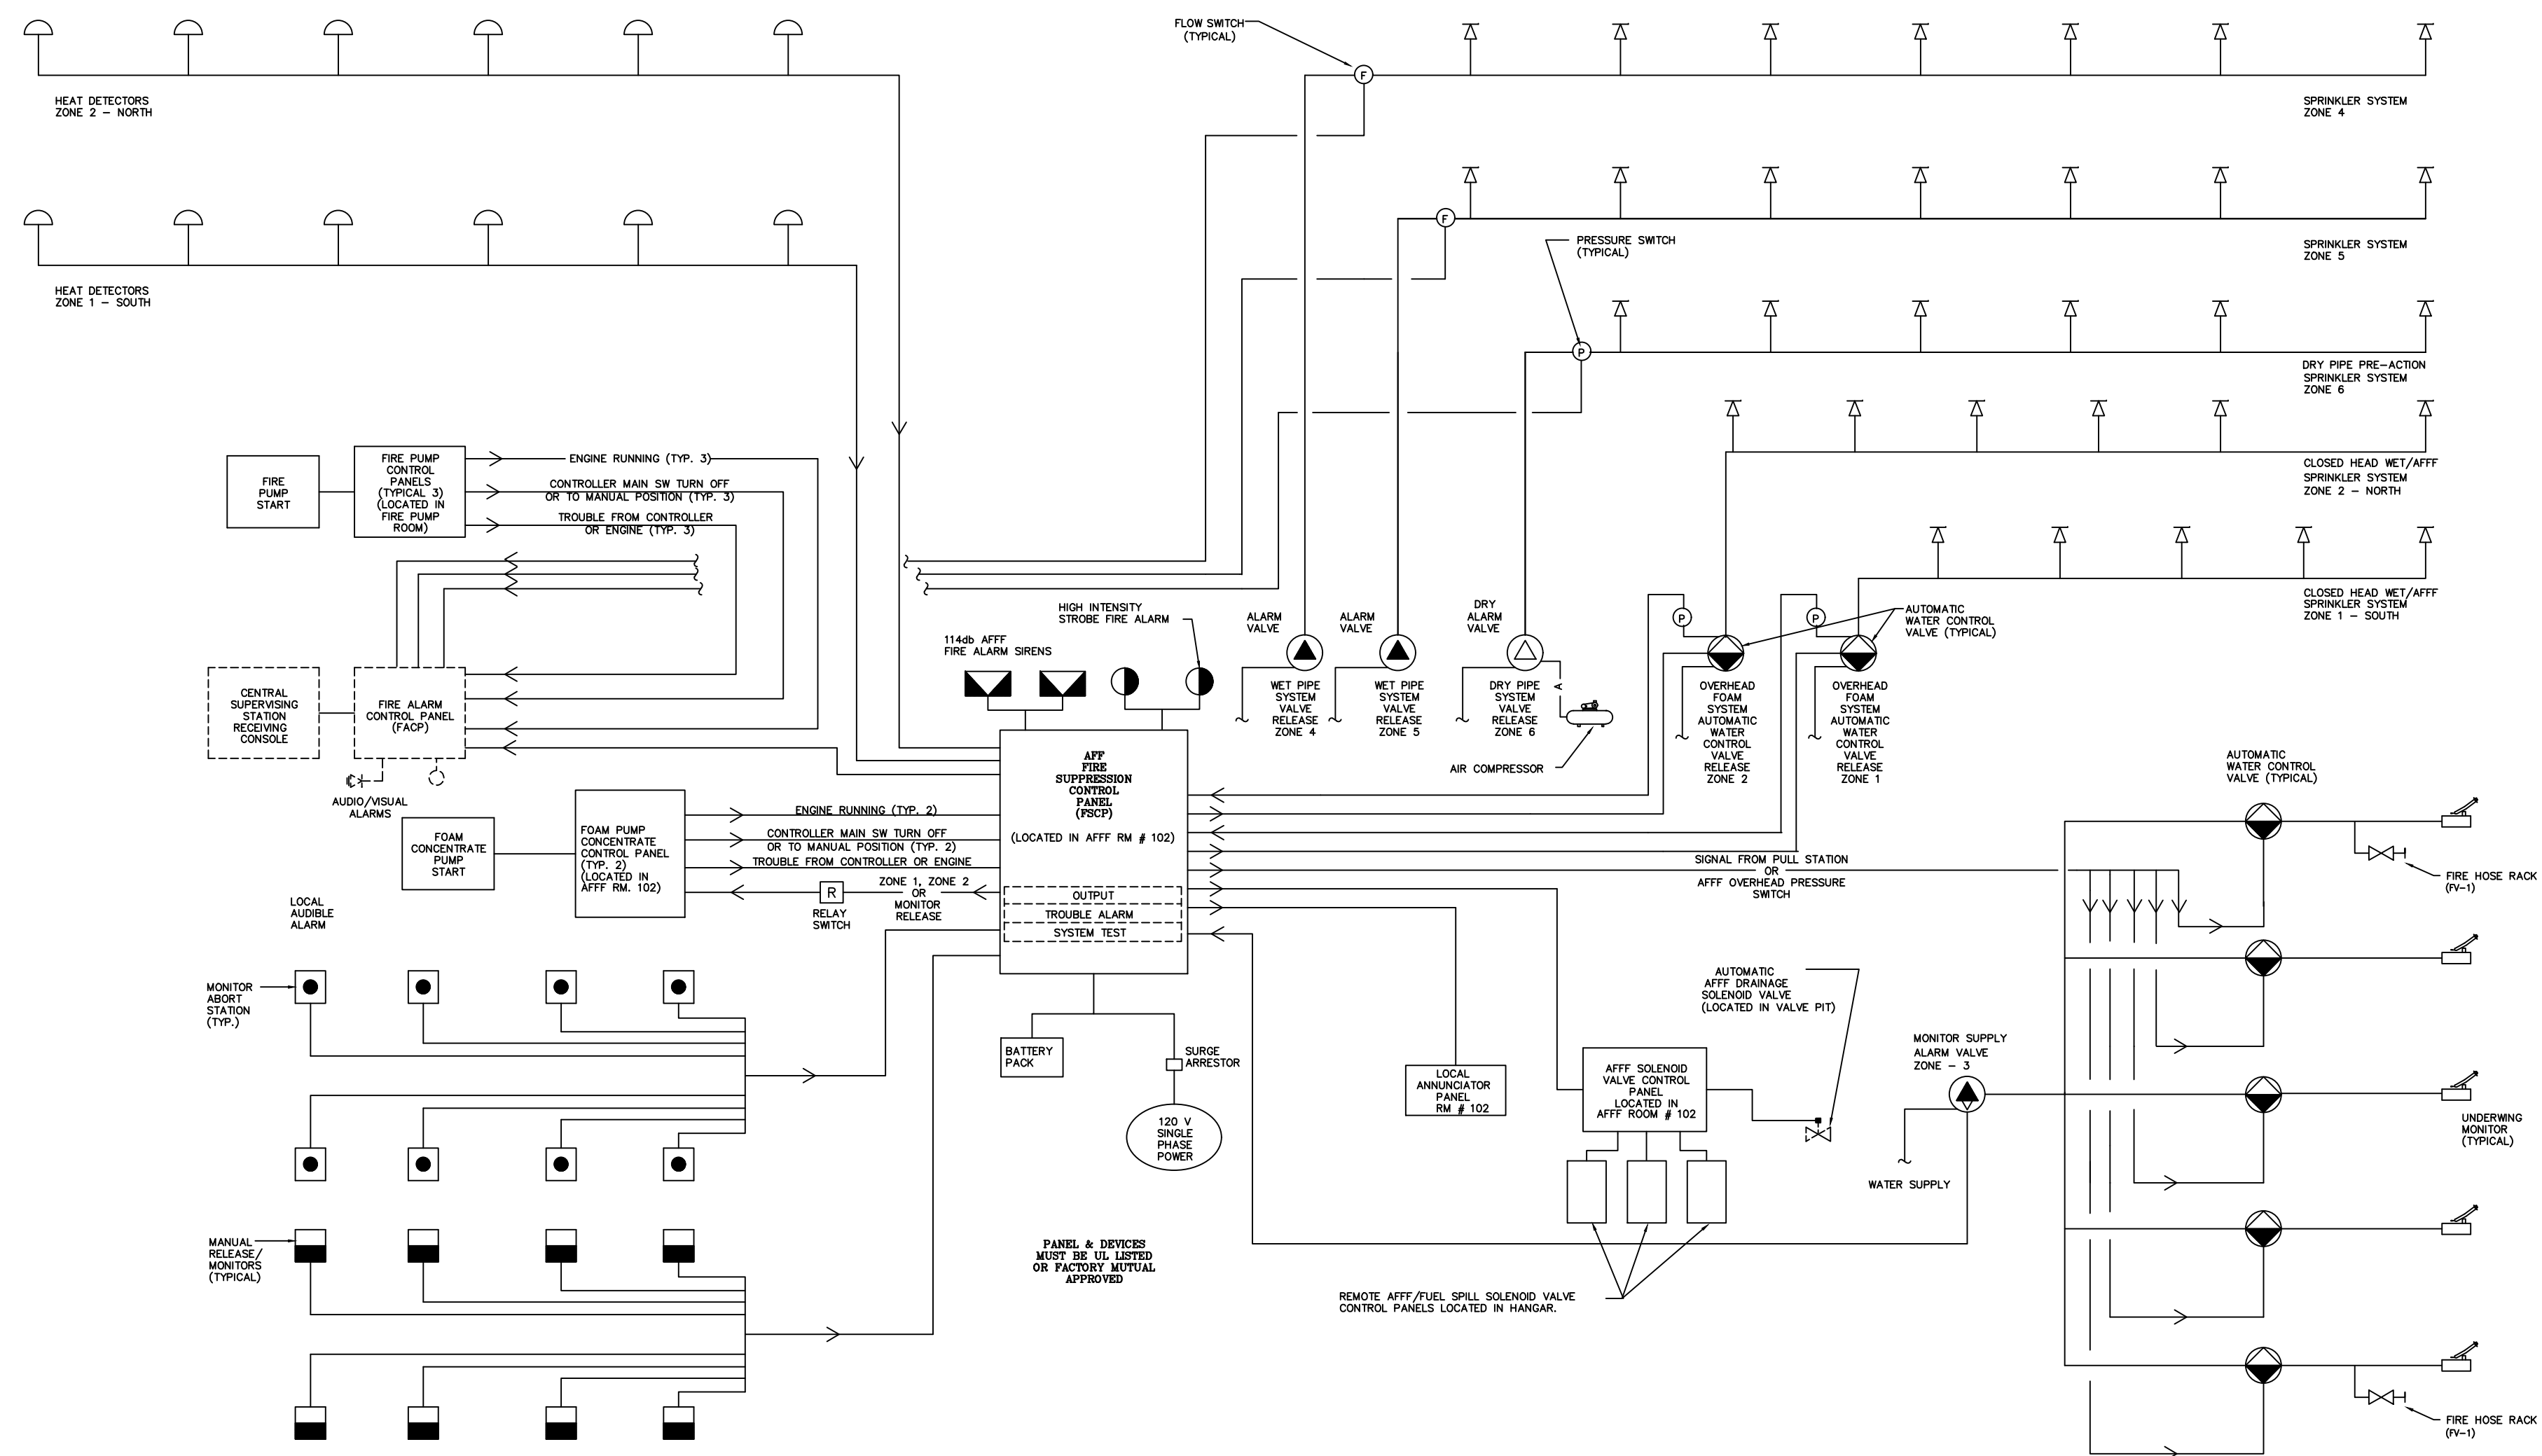 FLOW SWITCH
(TYPICAL)
F
HEAT DETECTORS
ZONE 2 – NORTH
SPRINKLER SYSTEM
ZONE 4
F
PRESSURE SWITCH
(TYPICAL)
SPRINKLER SYSTEM
ZONE 5
HEAT DETECTORS
ZONE 1 – SOUTH
P
DRY PIPE PRE–ACTION
SPRINKLER SYSTEM
ZONE 6
FIRE
PUMP
START
FIRE PUMP
CONTROL
PANELS
(TYPICAL 3)
(LOCATED IN
FIRE PUMP
ROOM)
ENGINE RUNNING (TYP. 3)
CONTROLLER MAIN SW TURN OFF
OR TO MANUAL POSITION (TYP. 3)
TROUBLE FROM CONTROLLER
OR ENGINE (TYP. 3)
CLOSED HEAD WET/AFFF
SPRINKLER SYSTEM
ZONE 2 – NORTH
CLOSED HEAD WET/AFFF
SPRINKLER SYSTEM
ZONE 1 – SOUTH
HIGH INTENSITY
STROBE FIRE ALARM
114db AFFF
FIRE ALARM SIRENS
ALARM
VALVE
ALARM
VALVE
DRY
ALARM
VALVE
P
P
AUTOMATIC
WATER CONTROL
VALVE (TYPICAL)
CENTRAL
SUPERVISING
STATION
RECEIVING
CONSOLE
FIRE ALARM
CONTROL PANEL
(FACP)
AUDIO/VISUAL
ALARMS
WET PIPE
SYSTEM
VALVE
RELEASE
ZONE 4
WET PIPE
SYSTEM
VALVE
RELEASE
ZONE 5
DRY PIPE
SYSTEM
VALVE
RELEASE
ZONE 6
A
AIR COMPRESSOR
OVERHEAD
FOAM
SYSTEM
AUTOMATIC
WATER
CONTROL
VALVE
RELEASE
ZONE 2
OVERHEAD
FOAM
SYSTEM
AUTOMATIC
WATER
CONTROL
VALVE
RELEASE
ZONE 1
AFF
FIRE
SUPPRESSION
CONTROL
PANEL
(FSCP)
(LOCATED IN AFFF RM # 102)
OUTPUT
TROUBLE ALARM
SYSTEM TEST
FOAM
CONCENTRATE
PUMP
START
FOAM PUMP
CONCENTRATE
CONTROL PANEL
(TYP. 2)
(LOCATED IN
AFFF RM. 102)
ENGINE RUNNING (TYP. 2)
CONTROLLER MAIN SW TURN OFF
OR TO MANUAL POSITION (TYP. 2)
TROUBLE FROM CONTROLLER OR ENGINE
R
RELAY
SWITCH
ZONE 1, ZONE 2
OR
MONITOR
RELEASE
SIGNAL FROM PULL STATION
OR
AFFF OVERHEAD PRESSURE
SWITCH
AUTOMATIC
WATER CONTROL
VALVE (TYPICAL)
FIRE HOSE RACK
(FV–1)
LOCAL
AUDIBLE
ALARM
MONITOR
ABORT
STATION
(TYP.)
BATTERY
PACK
SURGE
ARRESTOR
120 V
SINGLE
PHASE
POWER
LOCAL
ANNUNCIATOR
PANEL
RM # 102
AFFF SOLENOID
VALVE CONTROL
PANEL
LOCATED IN
AFFF ROOM # 102
AUTOMATIC
AFFF DRAINAGE
SOLENOID VALVE
(LOCATED IN VALVE PIT)
MONITOR SUPPLY
ALARM VALVE
ZONE – 3
WATER SUPPLY
UNDERWING
MONITOR
(TYPICAL)
MANUAL
RELEASE/
MONITORS
(TYPICAL)
PANEL & DEVICES
MUST BE UL LISTED
OR FACTORY MUTUAL
APPROVED
REMOTE AFFF/FUEL SPILL SOLENOID VALVE
CONTROL PANELS LOCATED IN HANGAR.
FIRE HOSE RACK
(FV–1)